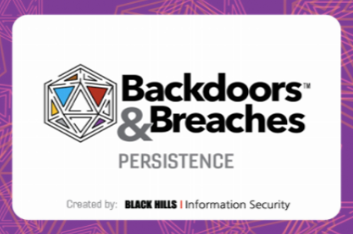 Backdoors™
&Breaches
PERSISTENCE
Created by: BLACK HILLS | Information Security